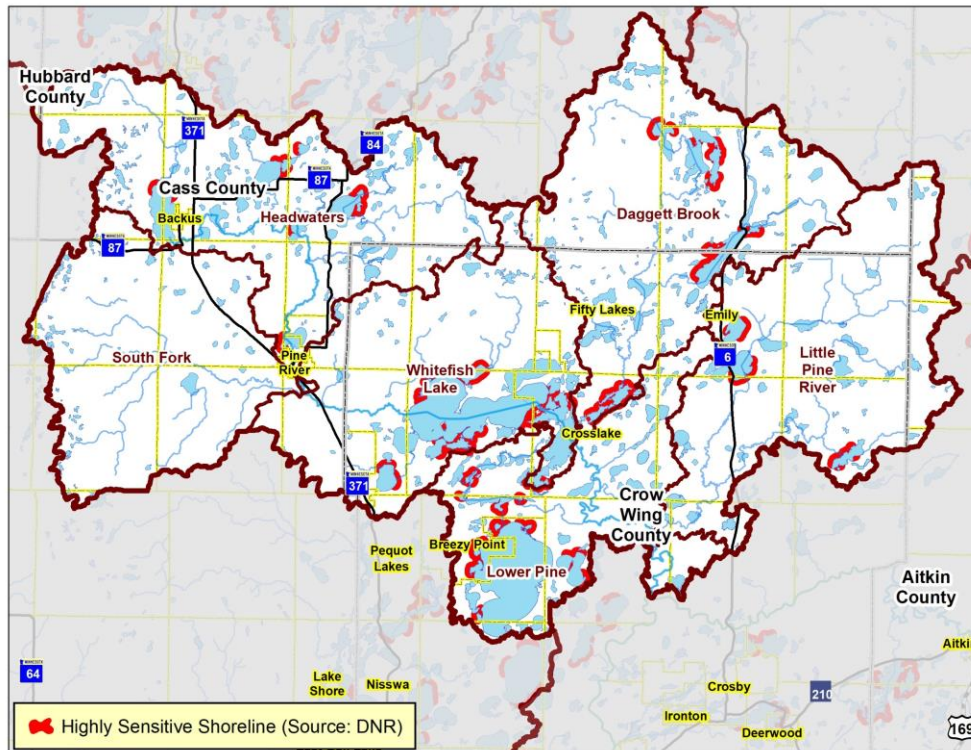 Hubbard
County
371
84
Cass County
87
Headwaters
Backus
Daggett Brook
87
Fifty Lakes
Emily
South Fork
Pine
River
Whitefish
Lake
6
Little
Pine
River
Crosslake
371
Crow
Wing
County
Pequot
Lakes
Breezy Point
Lower Pine
Aitkin
County
64
Lake
Shore
Nisswa
Crosby
210
Ironton
Deerwood
Aitki
169
Highly Sensitive Shoreline (Source: DNR)